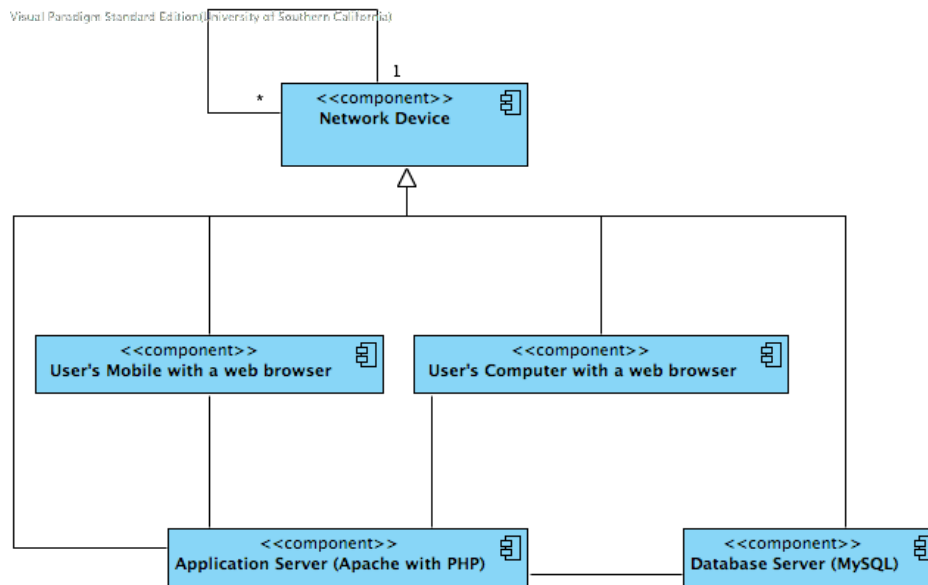 Visual Paradigm Standard Edition(University of Southern California)
1
*
<<component>>
Network Device
<<component>>
User's Mobile with a web browser
<<component>>
User's Computer with a web browser
<<component>>
Application Server (Apache with PHP)
<<component>>
Database Server (MySQL)